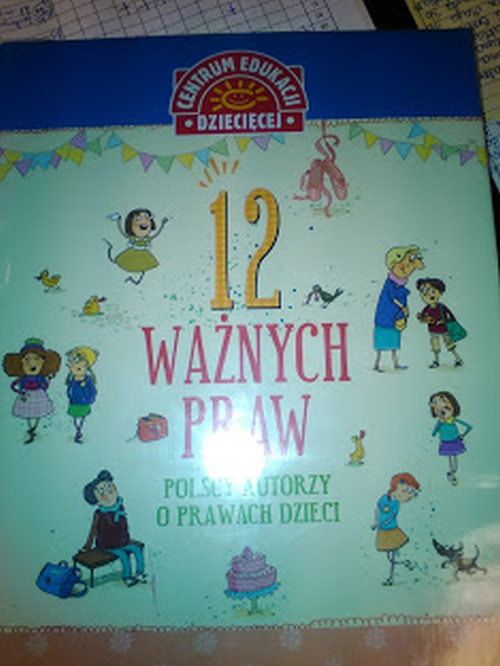 CENTRUM EDUKACJI
• DZIECIĘCEJ •
12
WAŻNYCH
PRAW
POLSCY AUTORZY
O PRAWACH DZIECI